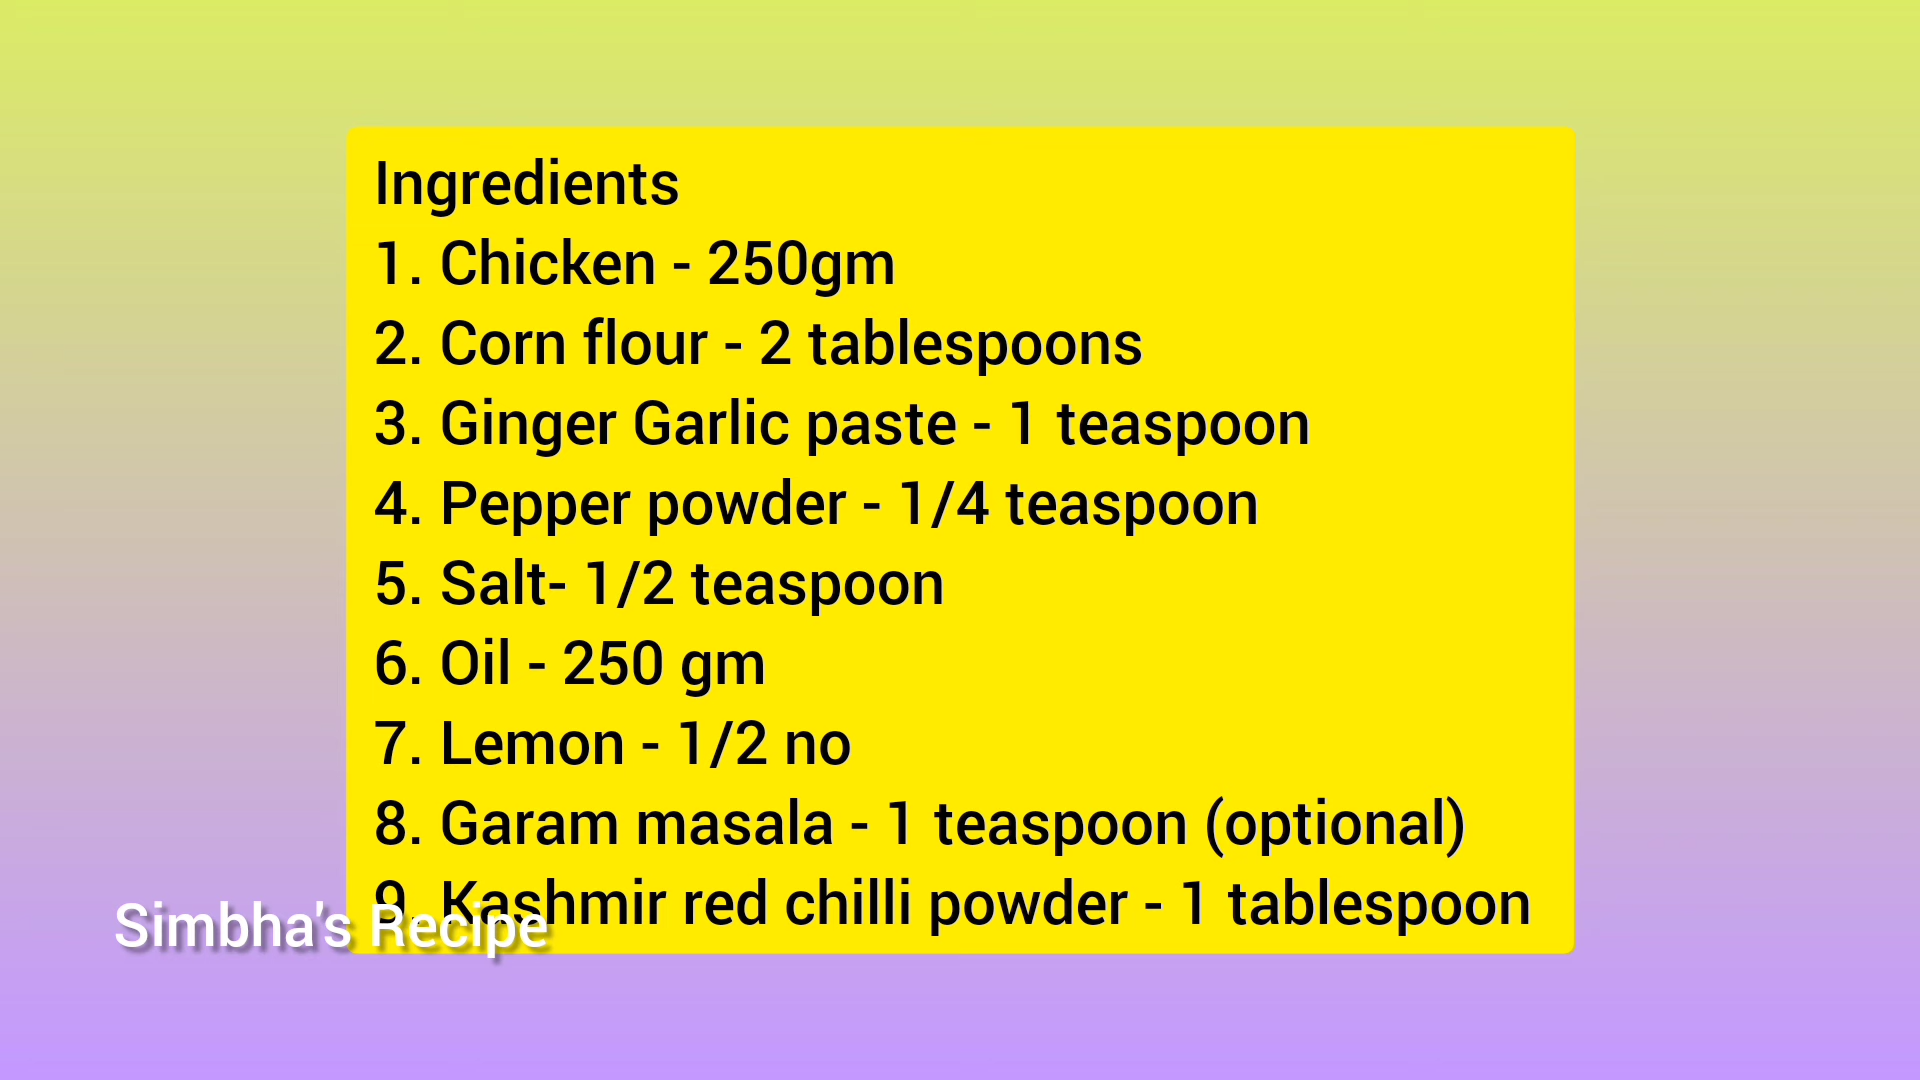 Ingredients
1. Chicken - 250gm
2. Corn flour - 2 tablespoons
3. Ginger Garlic paste - 1 teaspoon
4. Pepper powder - 1/4 teaspoon
5. Salt- 1/2 teaspoon
6. Oil - 250 gm
7. Lemon - 1/2 no
8. Garam masala - 1 teaspoon (optional)
9. Kashmir red chilli powder - 1 tablespoon
Simbha's Recipe